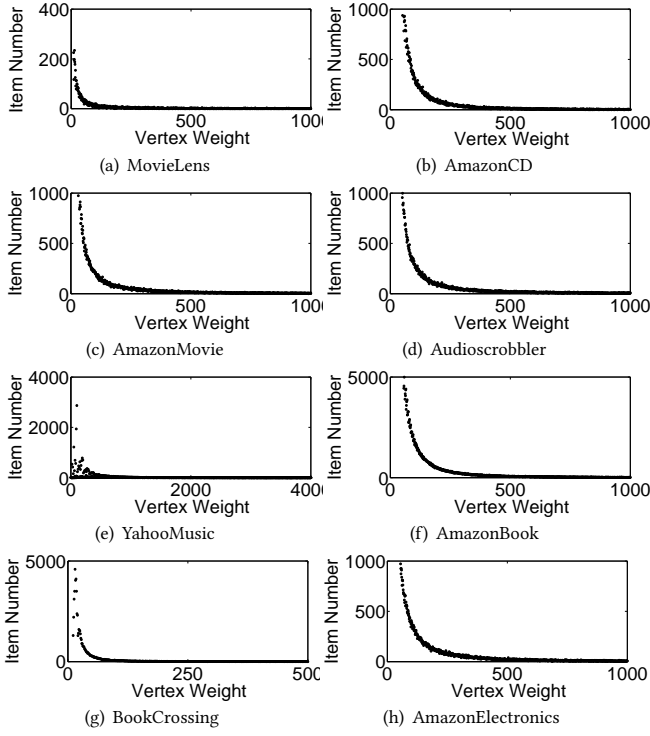 Item Number
400
200
0
0
500
1000
Vertex Weight
(a) MovieLens
Item Number
1000
500
0
0
500
1000
Vertex Weight
(b) AmazonCD
Item Number
1000
500
0
0
500
1000
Vertex Weight
(c) AmazonMovie
Item Number
1000
500
0
0
500
1000
Vertex Weight
(d) Audioscrobbler
Item Number
4000
2000
0
0
2000
4000
Vertex Weight
(e) YahooMusic
Item Number
5000
0
0
500
1000
Vertex Weight
(f) AmazonBook
Item Number
5000
0
0
250
500
Vertex Weight
(g) BookCrossing
Item Number
1000
500
0
0
500
1000
Vertex Weight
(h) AmazonElectronics